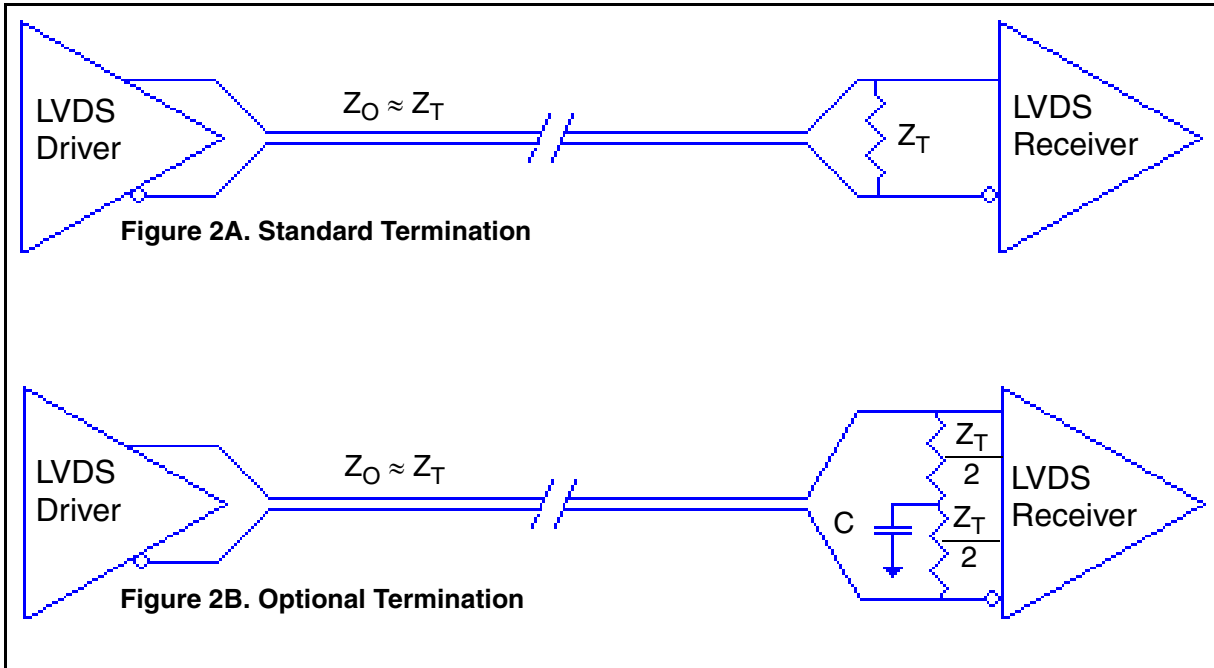 LVDS
Driver
Z_O ≈ Z_T
Z_T
LVDS
Receiver
Figure 2A. Standard Termination
LVDS
Driver
Z_O ≈ Z_T
C
Z_T
2
Z_T
2
LVDS
Receiver
Figure 2B. Optional Termination